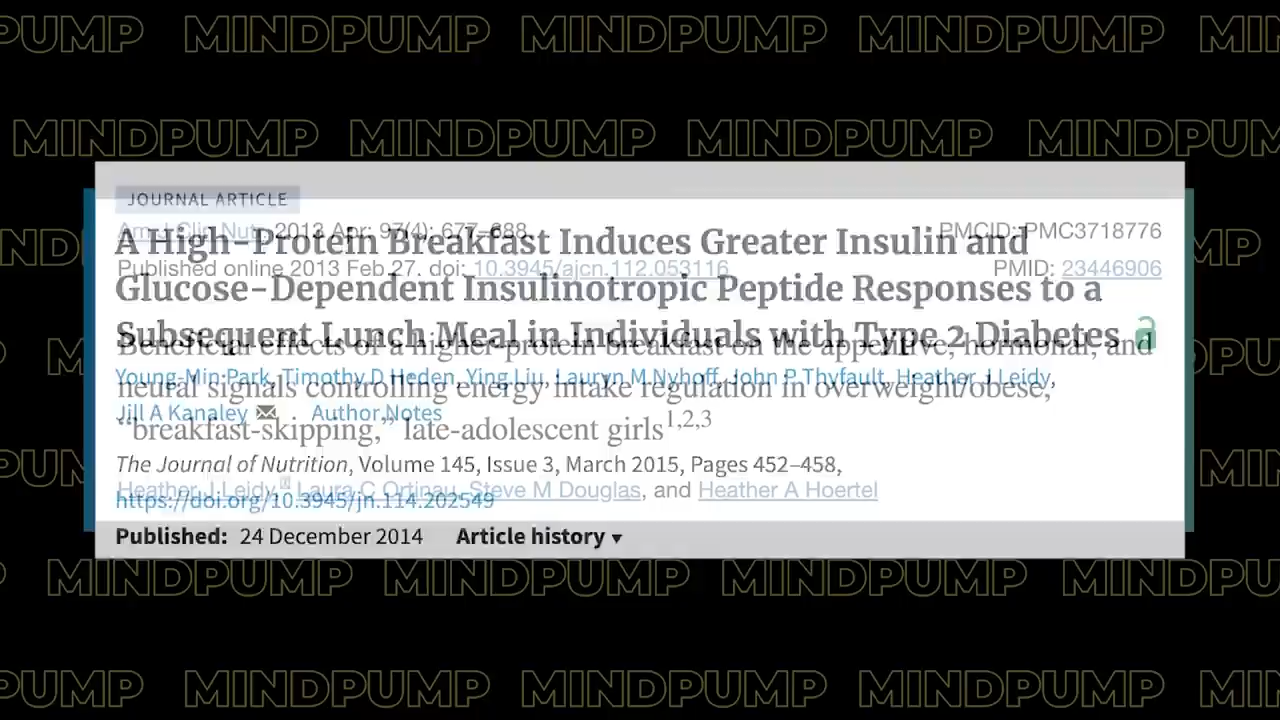 PUMP MINDPUMP MINDPUMP MINDPUMP MIN
MINDPUMP MINDPUMP MINDPUMP MINDPUM
JOURNAL ARTICLE
Am J Clin Nutr. 2013 Apr; 97(4): 677–688.
PMCID: PMC3718776
A High-Protein Breakfast Induces Greater Insulin and
Published online 2013 Feb 27. doi: 10.3945/ajcn.112.053116
PMID: 23446906
Glucose-Dependent Insulinotropic Peptide Responses to a
Subsequent Lunch Meal in Individuals with Type 2 Diabetes
Beneficial effects of a higher-protein breakfast on the appetitive, hormonal, and
Young-Min Park, Timothy D Heden, Ying Liu, Lauryn M Nyhoff, John P Thyfault, Heather J Leidy,
neural signals controlling energy intake regulation in overweight/obese,
Jill A Kanaley · Author Notes
“breakfast-skipping,” late-adolescent girls1,2,3
The Journal of Nutrition, Volume 145, Issue 3, March 2015, Pages 452–458,
Heather J Leidy, Laura C Ortinau, Steve M Douglas, and Heather A Hoertel
https://doi.org/10.3945/jn.114.202549
Published: 24 December 2014 Article history ▾
MINDPUMP MINDPUMP MINDPUMP MINDPU
PUMP MINDPUMP MINDPUMP MINDPUMP MIN